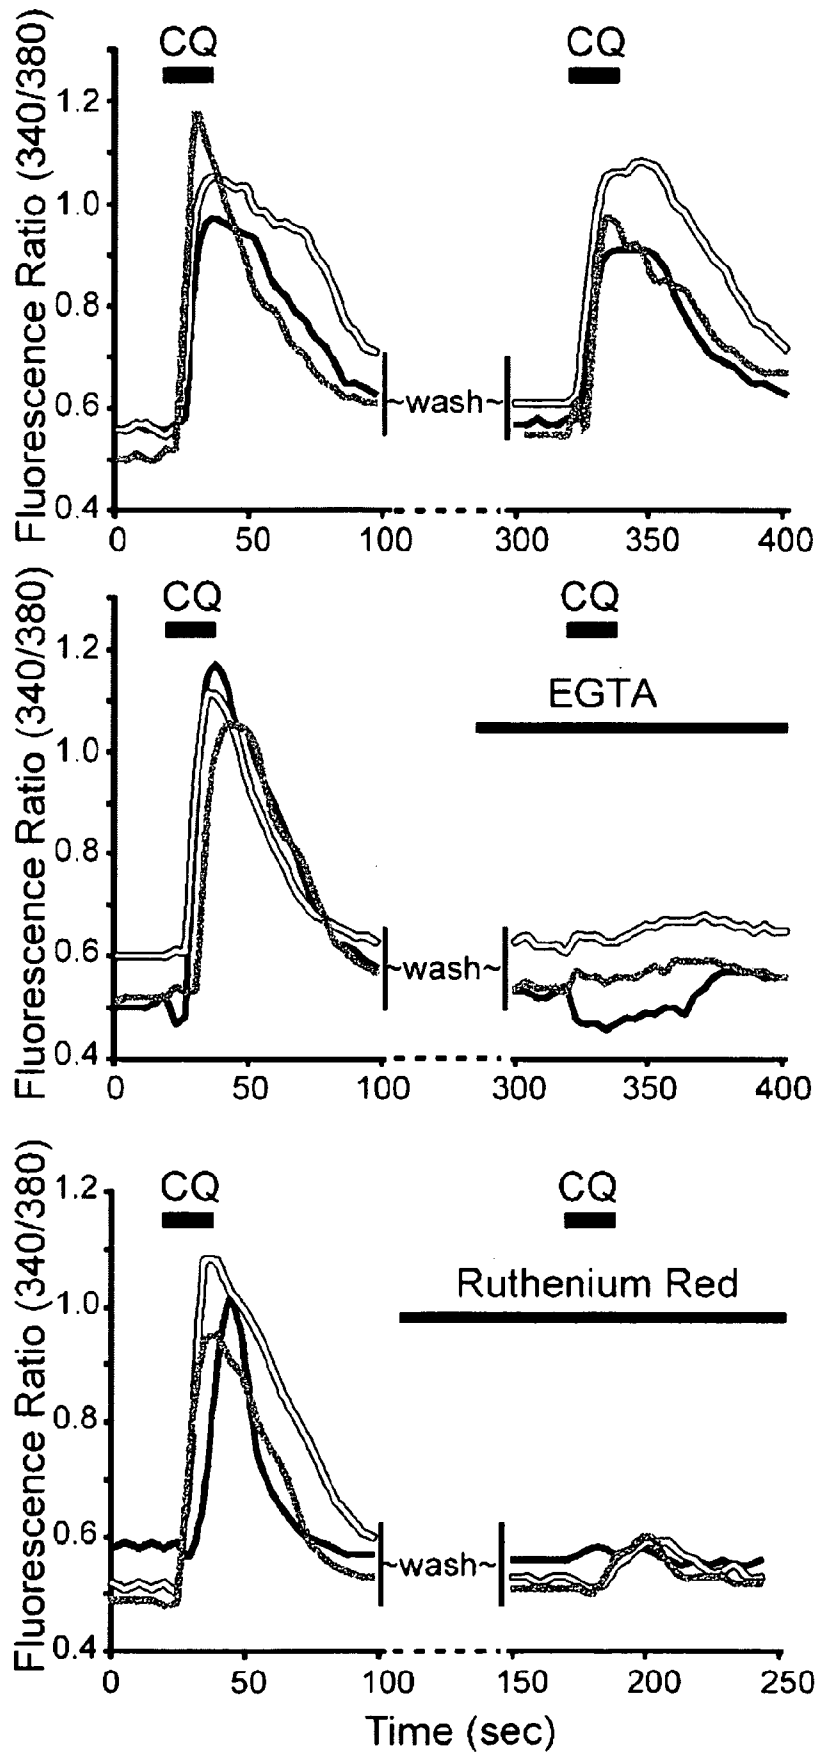 CQ CQ
Fluorescence Ratio (340/380)
1.2
1.0
0.8
0.6
0.4
~wash~
0 50 100 300 350 400
CQ CQ
EGTA
Fluorescence Ratio (340/380)
1.2
1.0
0.8
0.6
0.4
~wash~
0 50 100 300 350 400
CQ CQ
Ruthenium Red
Fluorescence Ratio (340/380)
1.2
1.0
0.8
0.6
0.4
~wash~
0 50 100 150 200 250
Time (sec)